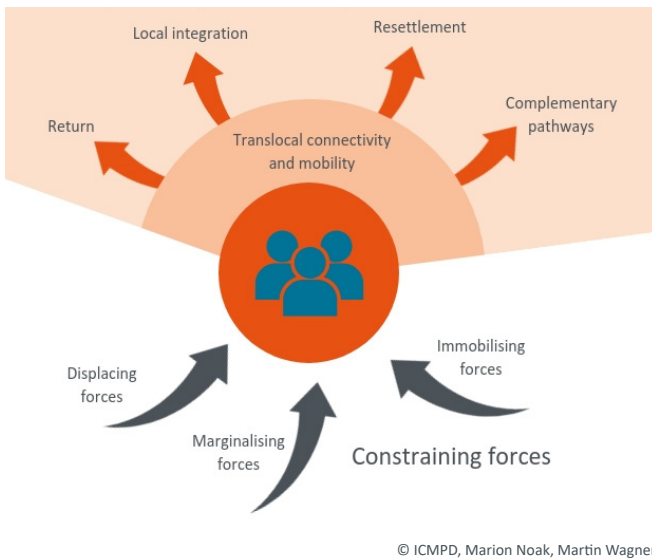 Local integration
Resettlement
Return
Translocal connectivity
and mobility
Complementary
pathways
Displacing
forces
Immobilising
forces
Marginalising
forces
Constraining forces
© ICMPD, Marion Noak, Martin Wagne